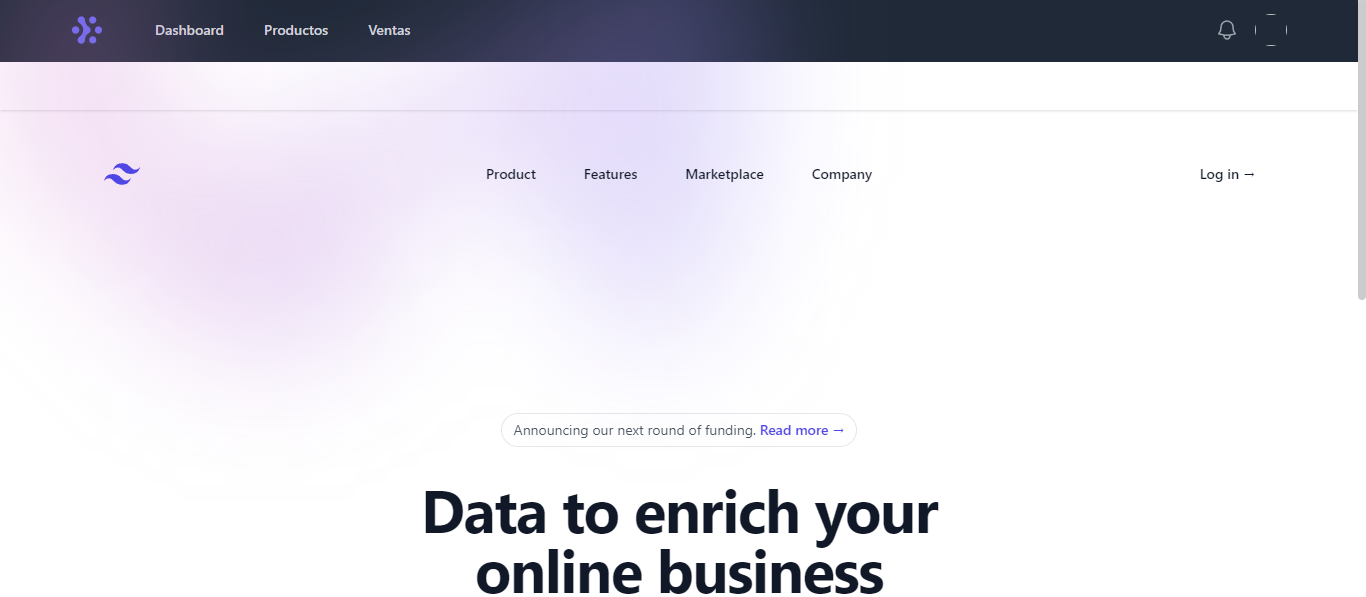 Dashboard Productos Ventas
Product Features Marketplace Company Log in →
Announcing our next round of funding. Read more →
Data to enrich your
online business